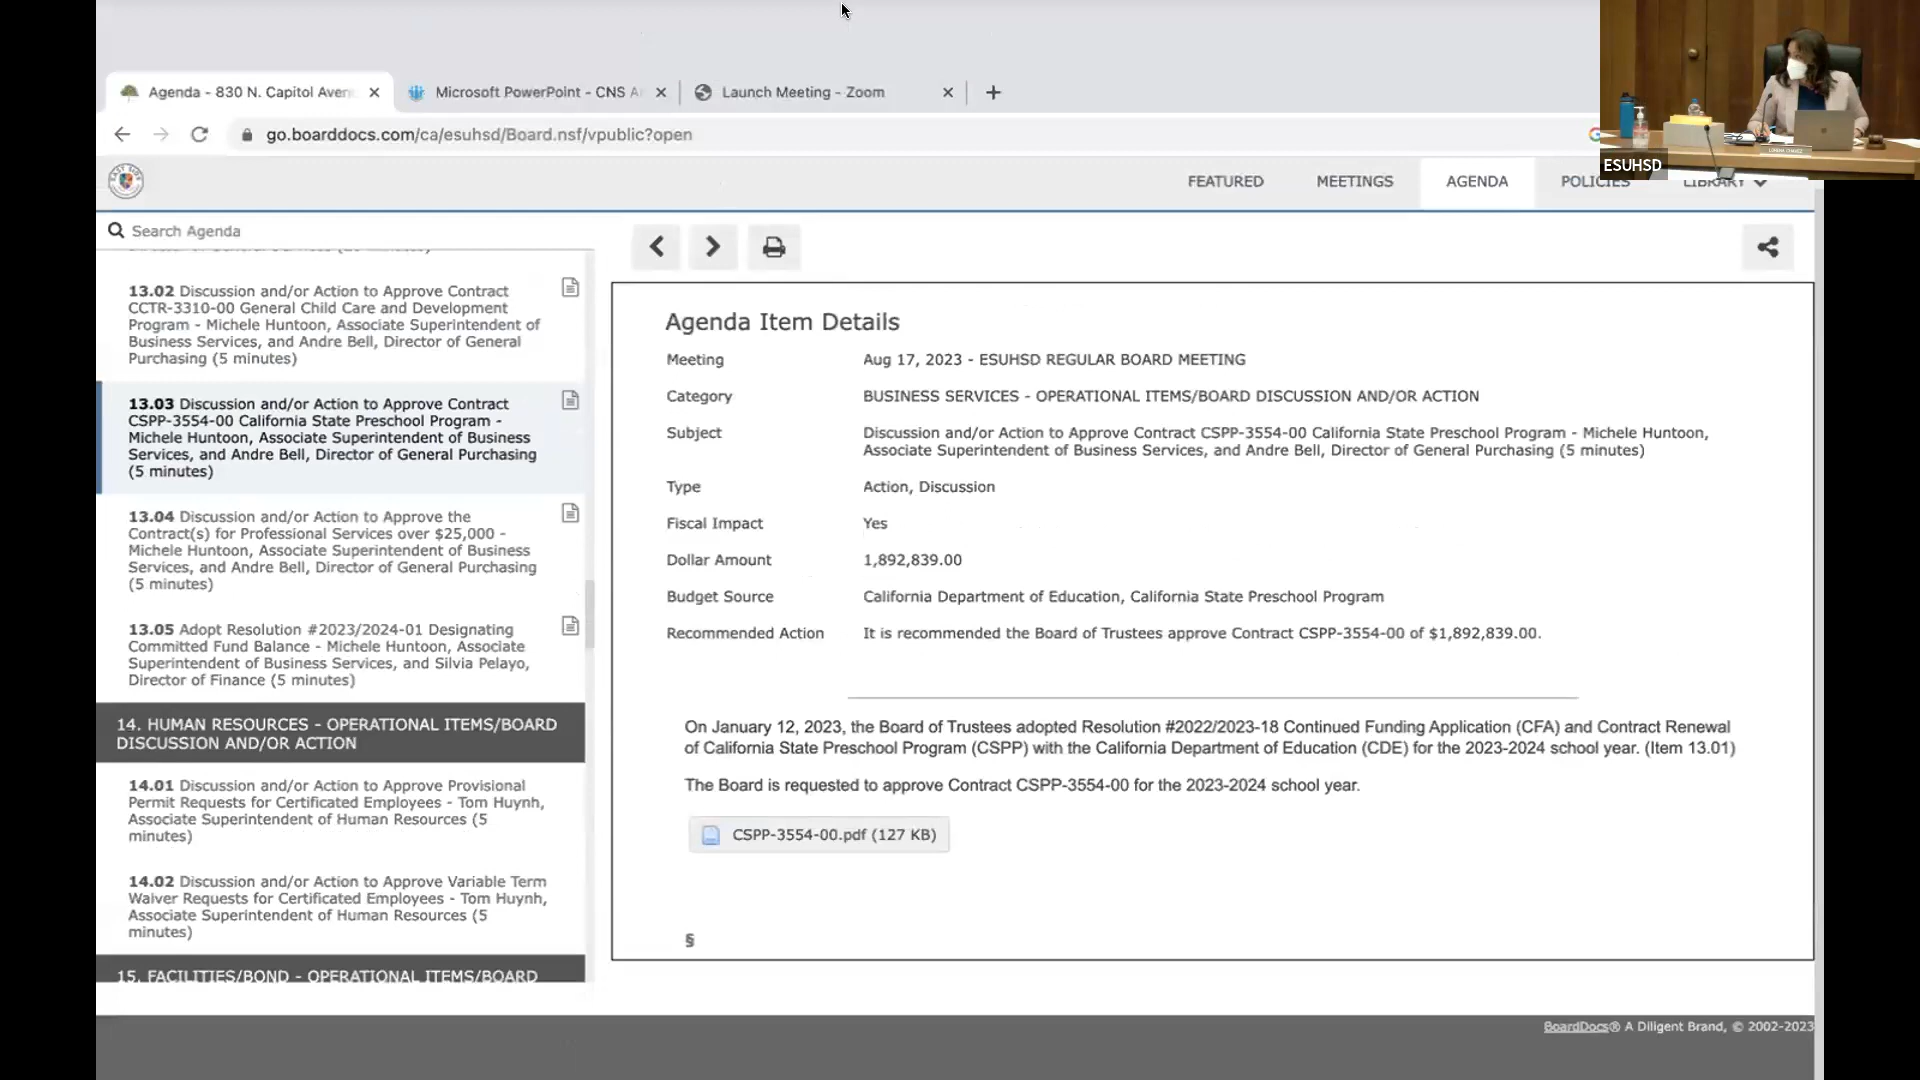 Agenda - 830 N. Capitol Aven
Microsoft PowerPoint - CNS A
Launch Meeting - Zoom
go.boarddocs.com/ca/esuhsd/Board.nsf/vpublic?open
ESUHSD
FEATURED
MEETINGS
AGENDA
POLICIES
LIBRARY
Search Agenda
13.02 Discussion and/or Action to Approve Contract
CCTR-3310-00 General Child Care and Development
Program - Michele Huntoon, Associate Superintendent of
Business Services, and Andre Bell, Director of General
Purchasing (5 minutes)
13.03 Discussion and/or Action to Approve Contract
CSPP-3554-00 California State Preschool Program -
Michele Huntoon, Associate Superintendent of Business
Services, and Andre Bell, Director of General Purchasing
(5 minutes)
13.04 Discussion and/or Action to Approve the
Contract(s) for Professional Services over $25,000 -
Michele Huntoon, Associate Superintendent of Business
Services, and Andre Bell, Director of General Purchasing
(5 minutes)
13.05 Adopt Resolution #2023/2024-01 Designating
Committed Fund Balance - Michele Huntoon, Associate
Superintendent of Business Services, and Silvia Pelayo,
Director of Finance (5 minutes)
14. HUMAN RESOURCES - OPERATIONAL ITEMS/BOARD
DISCUSSION AND/OR ACTION
14.01 Discussion and/or Action to Approve Provisional
Permit Requests for Certificated Employees - Tom Huynh,
Associate Superintendent of Human Resources (5
minutes)
14.02 Discussion and/or Action to Approve Variable Term
Waiver Requests for Certificated Employees - Tom Huynh,
Associate Superintendent of Human Resources (5
minutes)
15. FACILITIES/BOND - OPERATIONAL ITEMS/BOARD
Agenda Item Details
Meeting Aug 17, 2023 - ESUHSD REGULAR BOARD MEETING
Category BUSINESS SERVICES - OPERATIONAL ITEMS/BOARD DISCUSSION AND/OR ACTION
Subject Discussion and/or Action to Approve Contract CSPP-3554-00 California State Preschool Program - Michele Huntoon,
Associate Superintendent of Business Services, and Andre Bell, Director of General Purchasing (5 minutes)
Type Action, Discussion
Fiscal Impact Yes
Dollar Amount 1,892,839.00
Budget Source California Department of Education, California State Preschool Program
Recommended Action It is recommended the Board of Trustees approve Contract CSPP-3554-00 of $1,892,839.00.
On January 12, 2023, the Board of Trustees adopted Resolution #2022/2023-18 Continued Funding Application (CFA) and Contract Renewal
of California State Preschool Program (CSPP) with the California Department of Education (CDE) for the 2023-2024 school year. (Item 13.01)
The Board is requested to approve Contract CSPP-3554-00 for the 2023-2024 school year.
CSPP-3554-00.pdf (127 KB)
§
BoardDocs® A Diligent Brand, © 2002-2023